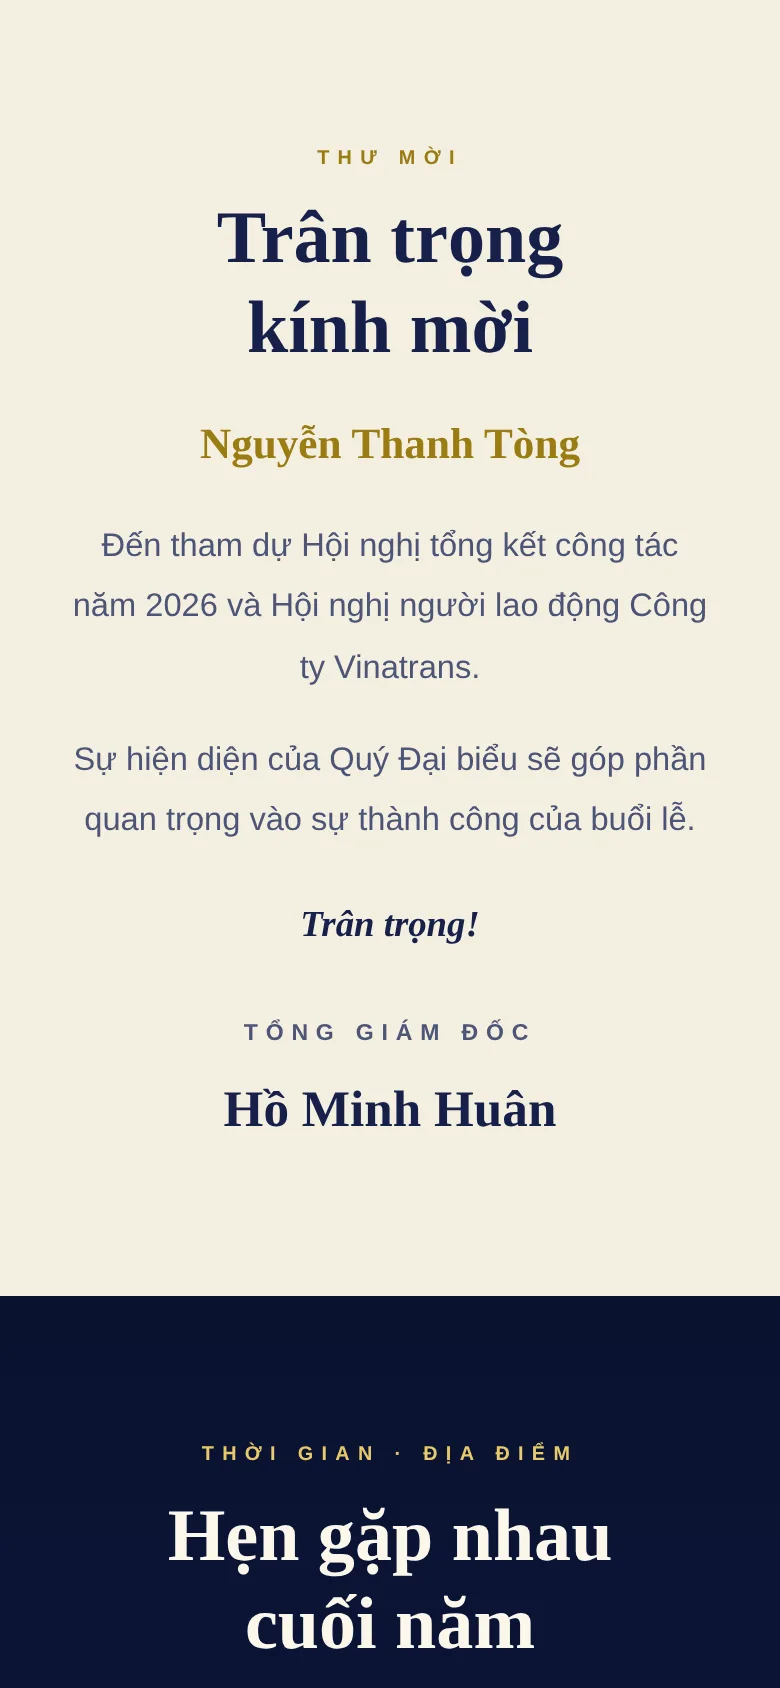 THƯ MỜI
Trân trọng
kính mời
Nguyễn Thanh Tòng
Đến tham dự Hội nghị tổng kết công tác
năm 2026 và Hội nghị người lao động Công
ty Vinatrans.
Sự hiện diện của Quý Đại biểu sẽ góp phần
quan trọng vào sự thành công của buổi lễ.
Trân trọng!
TỔNG GIÁM ĐỐC
Hồ Minh Huân
THỜI GIAN · ĐỊA ĐIỂM
Hẹn gặp nhau
cuối năm